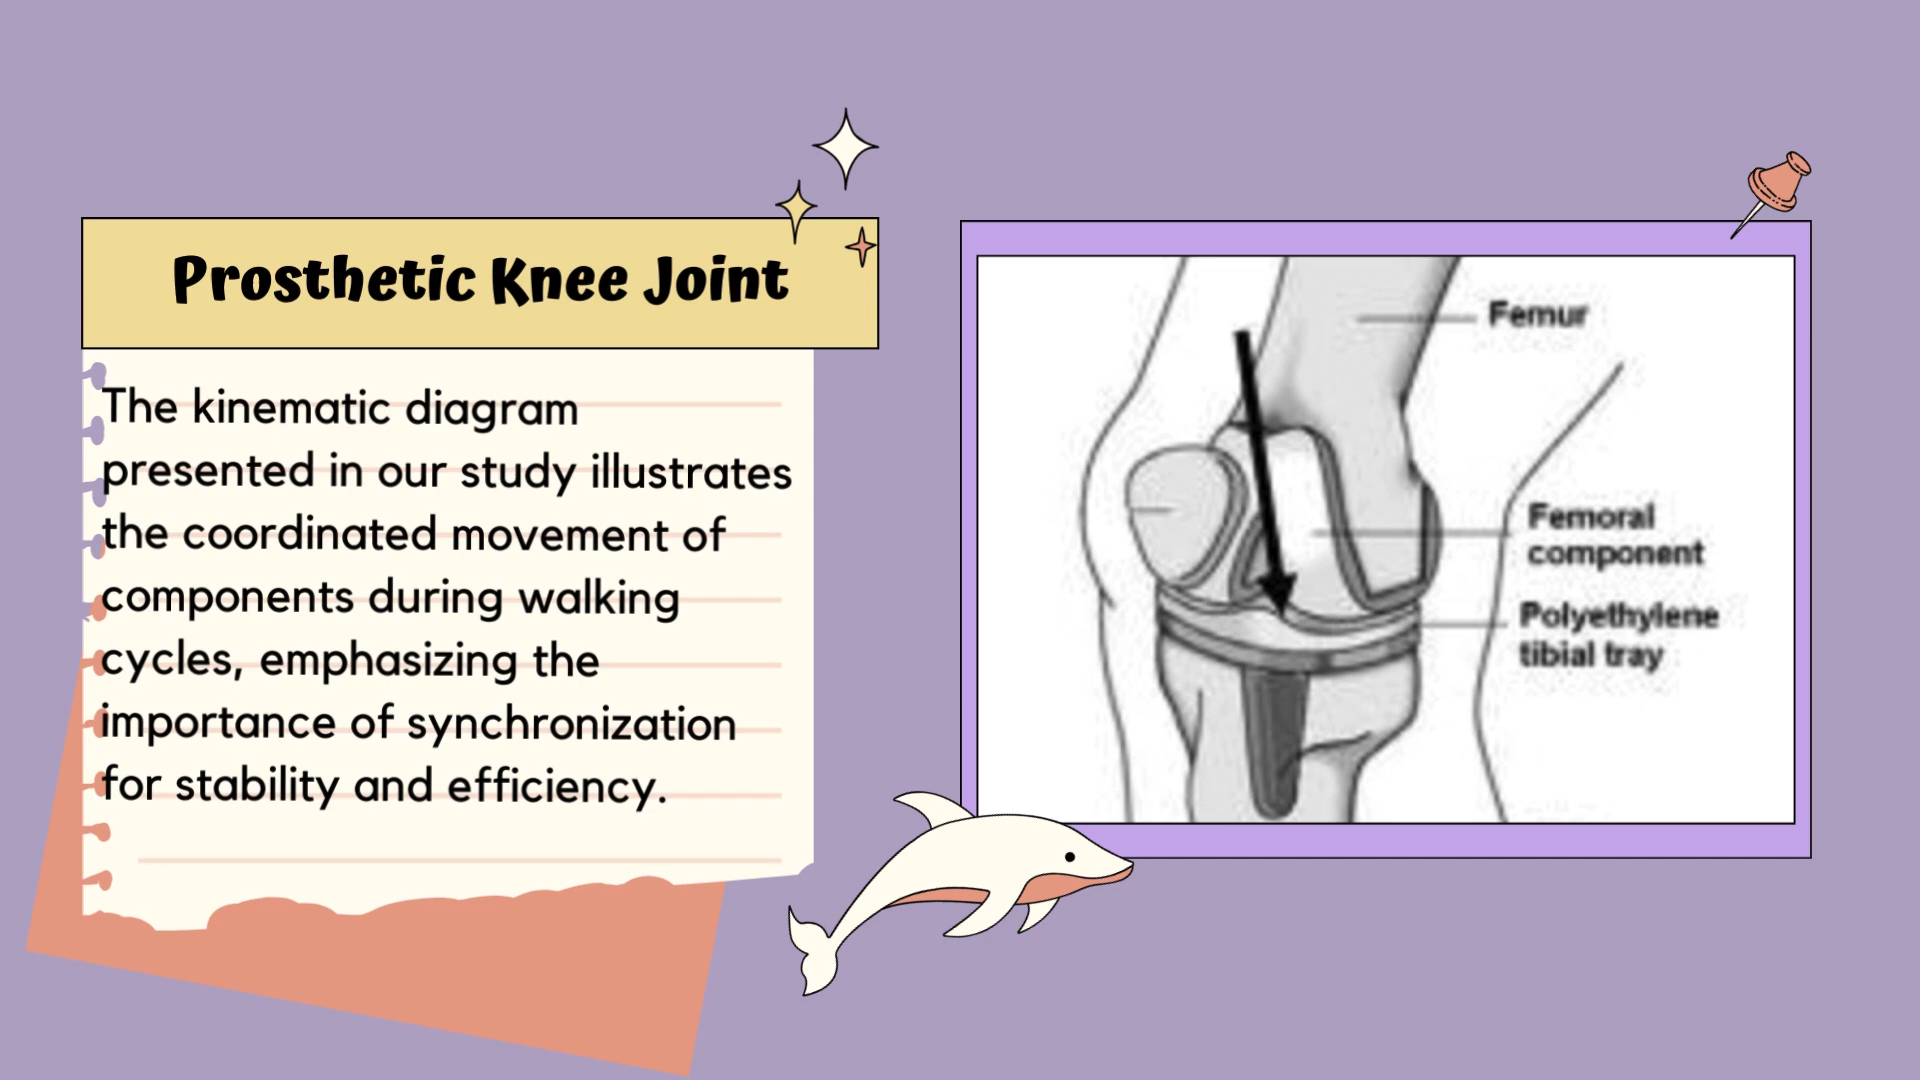 Prosthetic Knee Joint
The kinematic diagram
presented in our study illustrates
the coordinated movement of
components during walking
cycles, emphasizing the
importance of synchronization
for stability and efficiency.
Femur
Femoral
component
Polyethylene
tibial tray